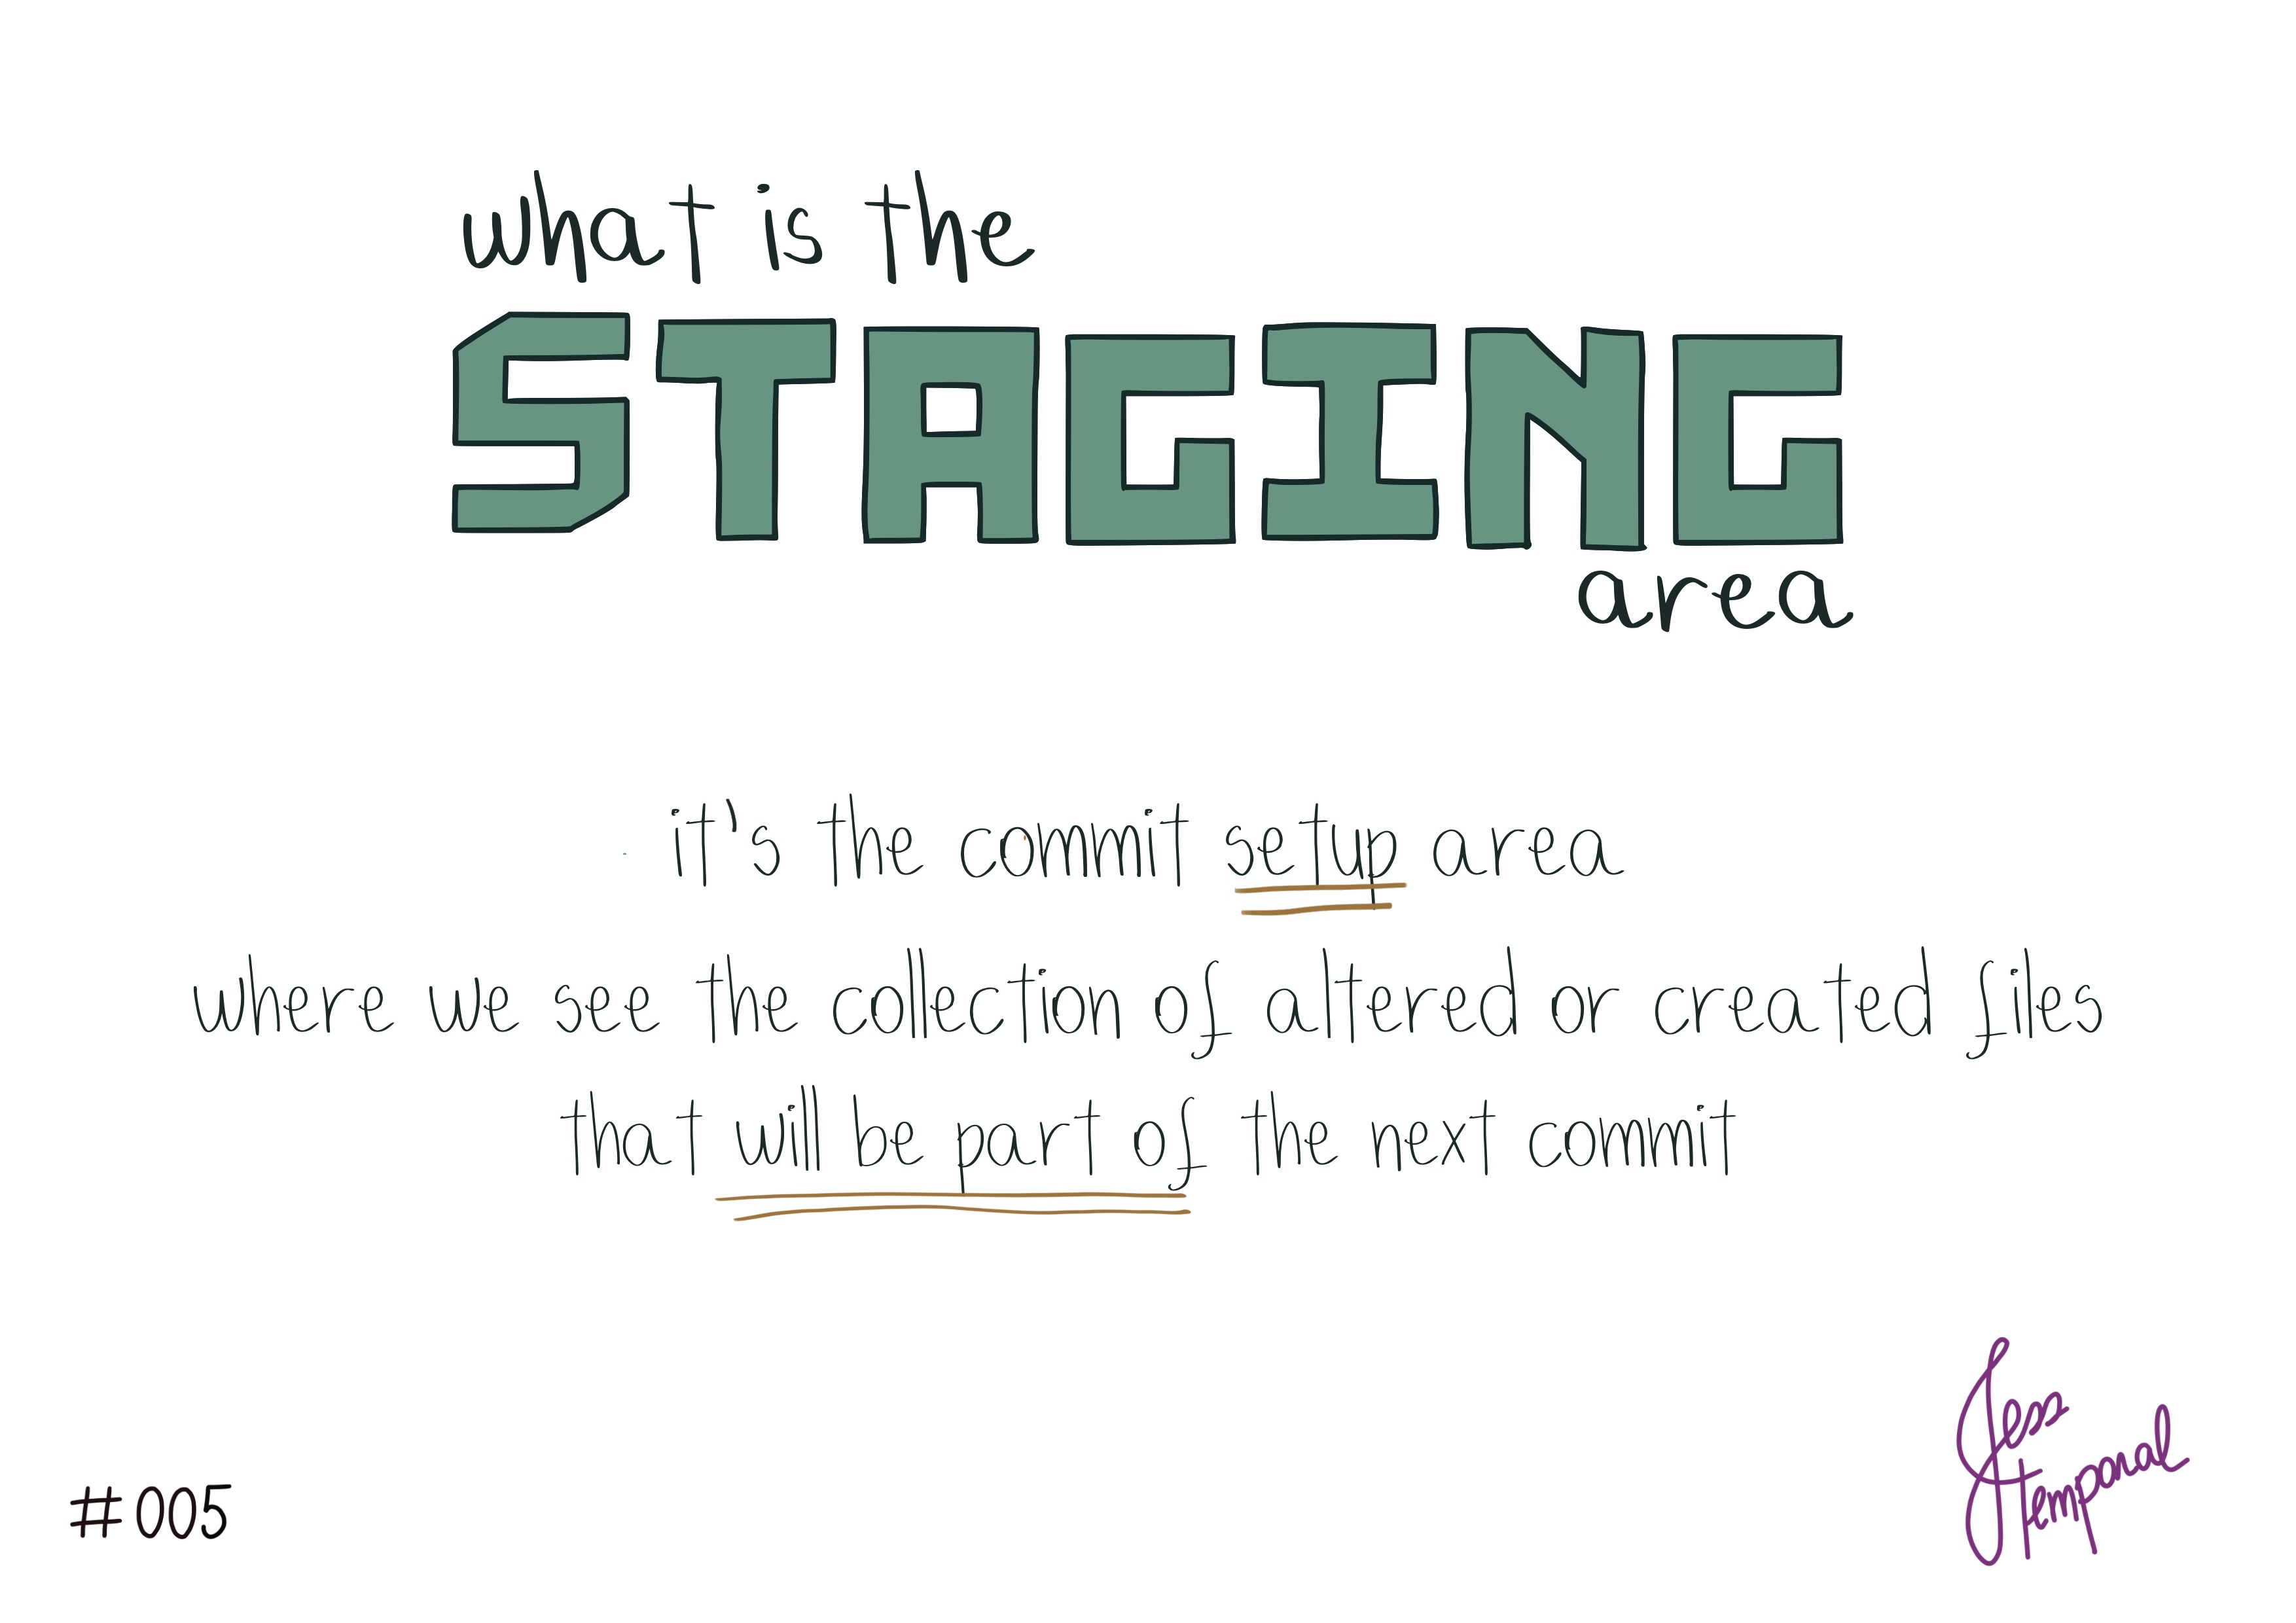 what is the
STAGING
area
it's the commit setup area
where we see the collection of altered or created files
that will be part of the next commit
#005
Jess
Temporal